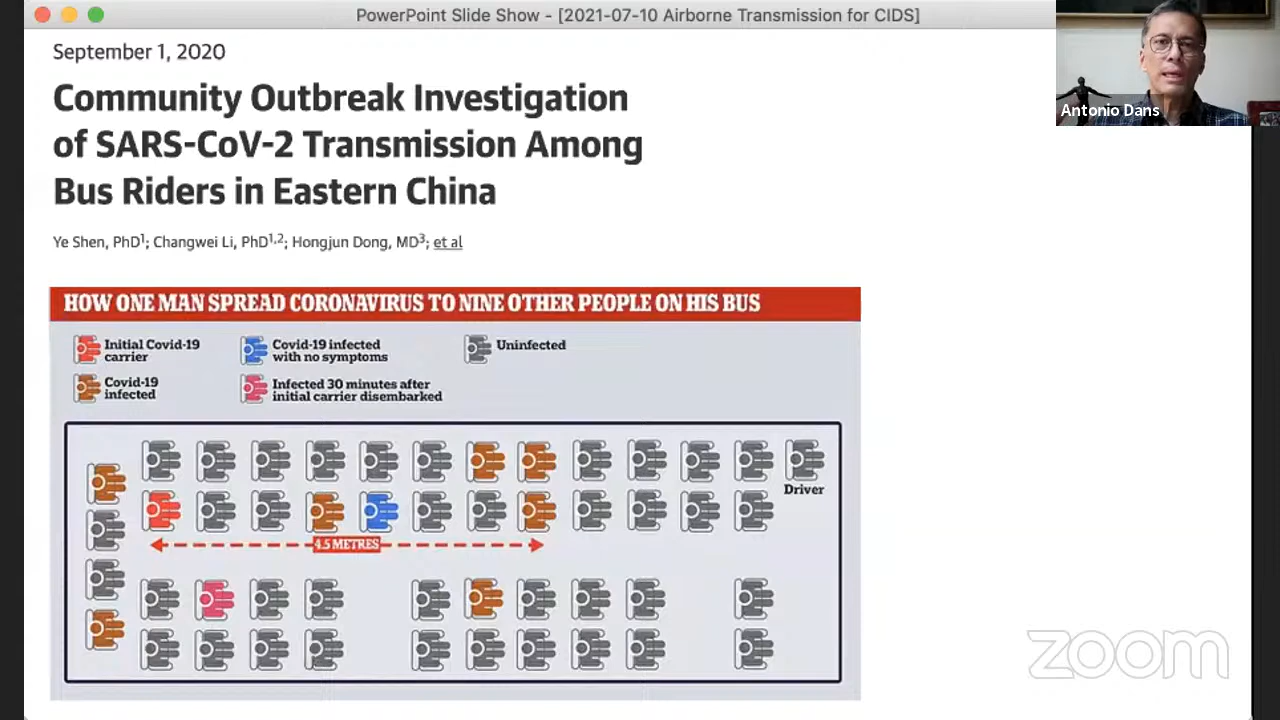 PowerPoint Slide Show - [2021-07-10 Airborne Transmission for CIDS]
Antonio Dans
September 1, 2020
Community Outbreak Investigation
of SARS-CoV-2 Transmission Among
Bus Riders in Eastern China
Ye Shen, PhD1; Changwei Li, PhD1,2; Hongjun Dong, MD3; et al
HOW ONE MAN SPREAD CORONAVIRUS TO NINE OTHER PEOPLE ON HIS BUS
Initial Covid-19
carrier
Covid-19 infected
with no symptoms
Uninfected
Covid-19
infected
Infected 30 minutes after
initial carrier disembarked
Driver
4.5 METRES
zoom